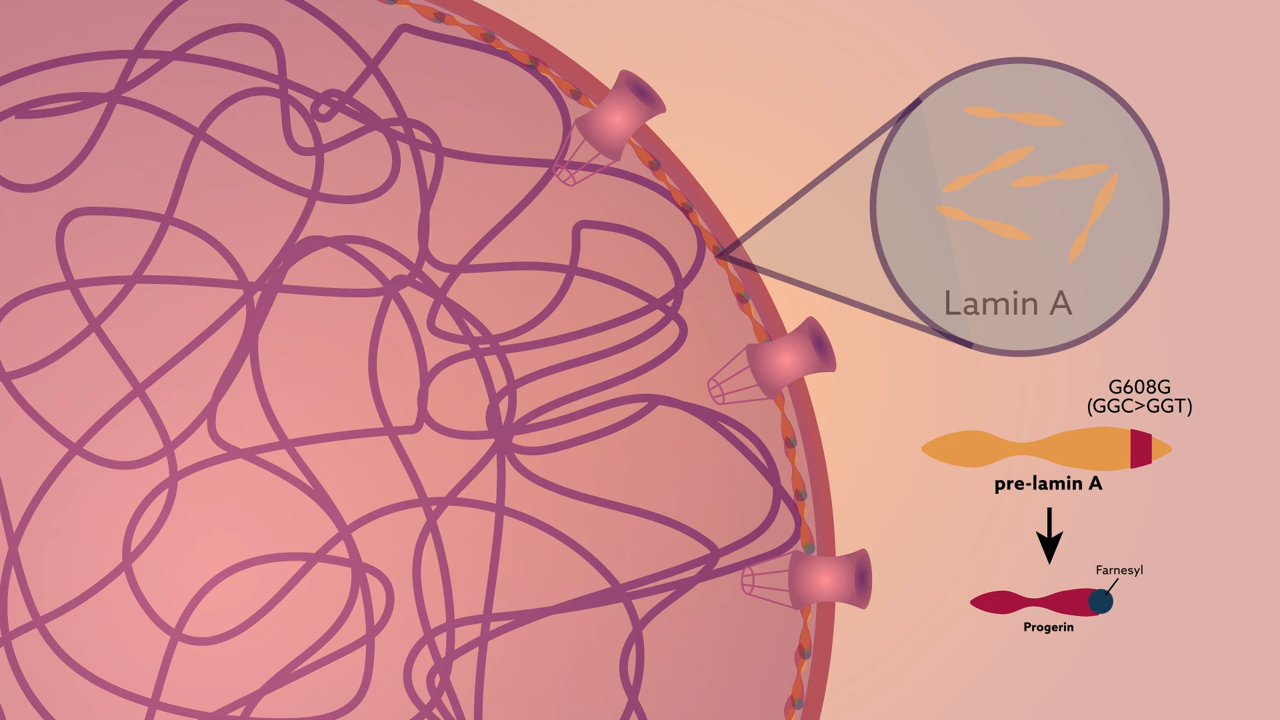 Lamin A
G608G
(GGC>GGT)
pre-lamin A
Farnesyl
Progerin